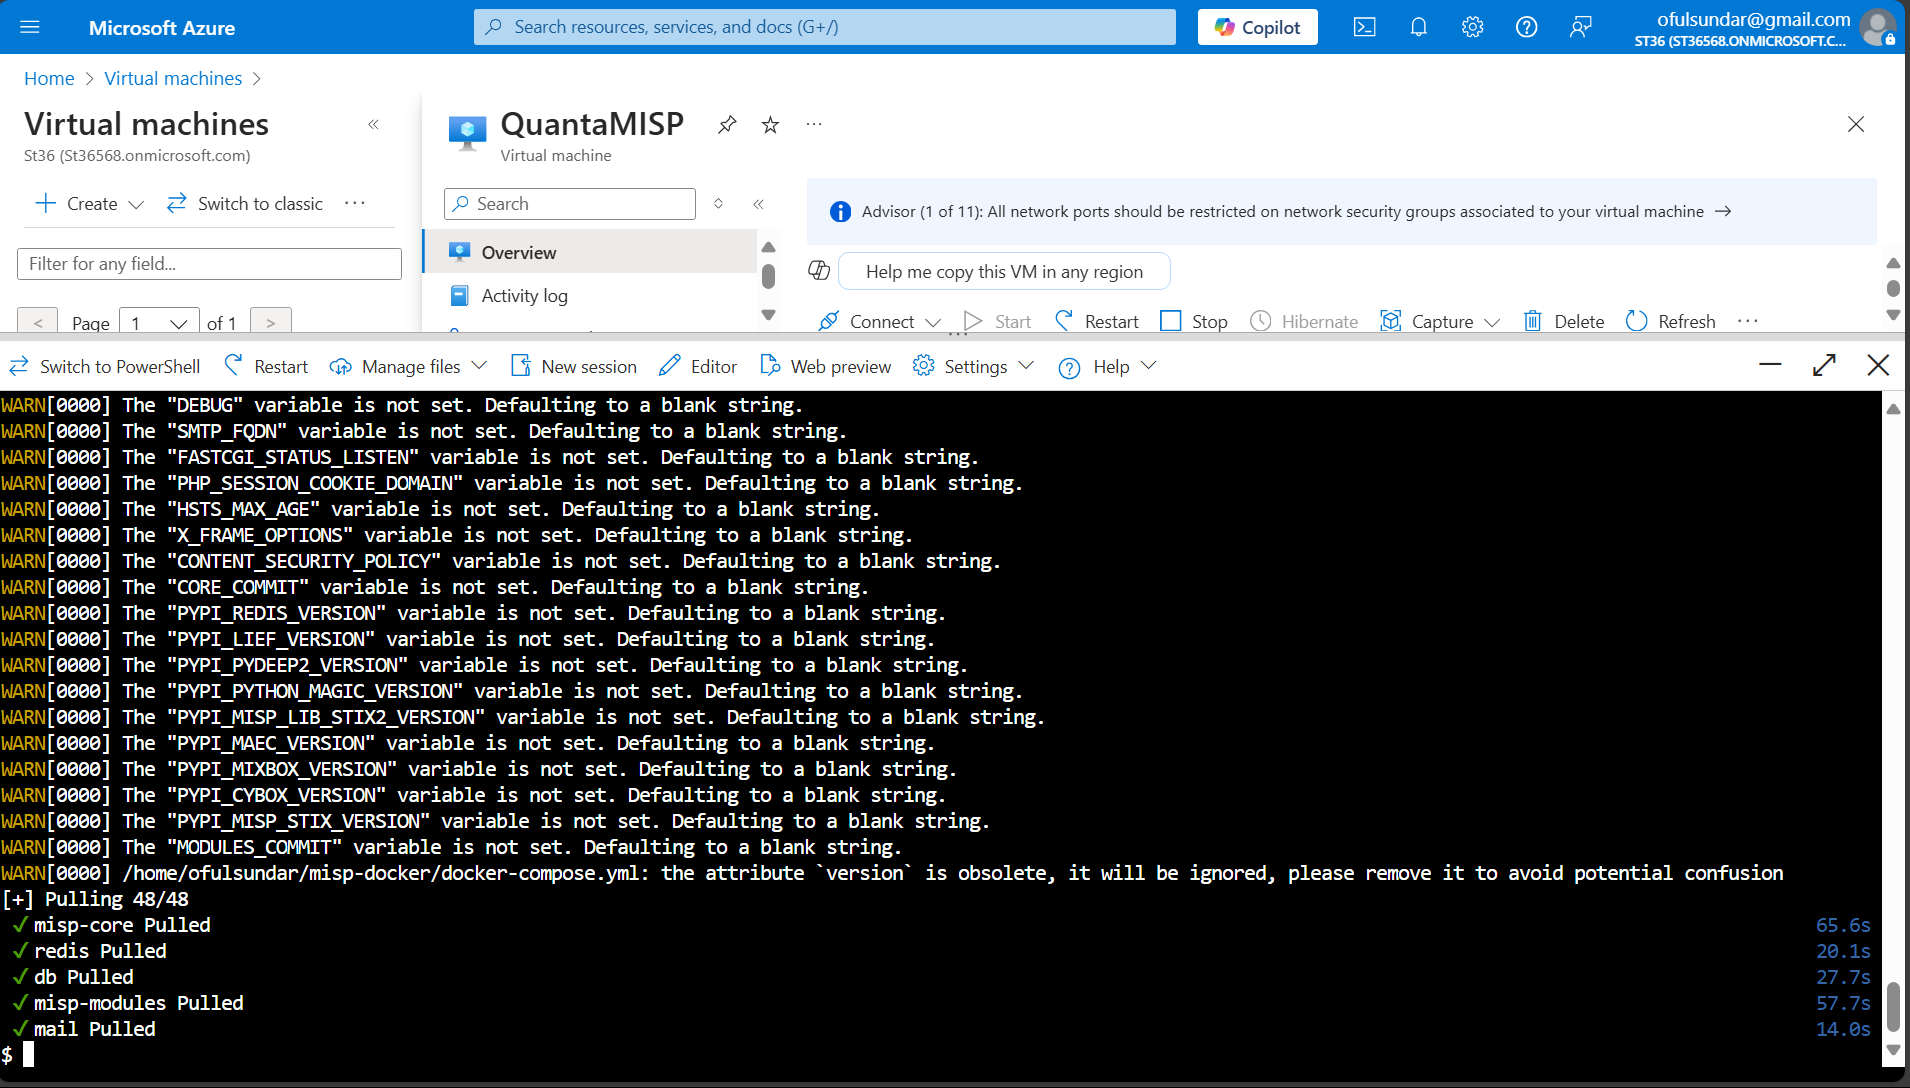 Microsoft Azure
Search resources, services, and docs (G+/)
Copilot
ofulsundar@gmail.com
ST36 (ST36568.ONMICROSOFT.C...
Home > Virtual machines >
Virtual machines
St36 (St36568.onmicrosoft.com)
Create
Switch to classic
Filter for any field...
< Page 1 of 1 >
QuantaMISP
Virtual machine
Search
Overview
Activity log
Advisor (1 of 11): All network ports should be restricted on network security groups associated to your virtual machine →
Help me copy this VM in any region
Connect Start Restart Stop Hibernate Capture Delete Refresh
Switch to PowerShell Restart Manage files New session Editor Web preview Settings Help
WARN[0000] The "DEBUG" variable is not set. Defaulting to a blank string.
WARN[0000] The "SMTP_FQDN" variable is not set. Defaulting to a blank string.
WARN[0000] The "FASTCGI_STATUS_LISTEN" variable is not set. Defaulting to a blank string.
WARN[0000] The "PHP_SESSION_COOKIE_DOMAIN" variable is not set. Defaulting to a blank string.
WARN[0000] The "HSTS_MAX_AGE" variable is not set. Defaulting to a blank string.
WARN[0000] The "X_FRAME_OPTIONS" variable is not set. Defaulting to a blank string.
WARN[0000] The "CONTENT_SECURITY_POLICY" variable is not set. Defaulting to a blank string.
WARN[0000] The "CORE_COMMIT" variable is not set. Defaulting to a blank string.
WARN[0000] The "PYPI_REDIS_VERSION" variable is not set. Defaulting to a blank string.
WARN[0000] The "PYPI_LIEF_VERSION" variable is not set. Defaulting to a blank string.
WARN[0000] The "PYPI_PYDEEP2_VERSION" variable is not set. Defaulting to a blank string.
WARN[0000] The "PYPI_PYTHON_MAGIC_VERSION" variable is not set. Defaulting to a blank string.
WARN[0000] The "PYPI_MISP_LIB_STIX2_VERSION" variable is not set. Defaulting to a blank string.
WARN[0000] The "PYPI_MAEC_VERSION" variable is not set. Defaulting to a blank string.
WARN[0000] The "PYPI_MIXBOX_VERSION" variable is not set. Defaulting to a blank string.
WARN[0000] The "PYPI_CYBOX_VERSION" variable is not set. Defaulting to a blank string.
WARN[0000] The "PYPI_MISP_STIX_VERSION" variable is not set. Defaulting to a blank string.
WARN[0000] The "MODULES_COMMIT" variable is not set. Defaulting to a blank string.
WARN[0000] /home/ofulsundar/misp-docker/docker-compose.yml: the attribute `version` is obsolete, it will be ignored, please remove it to avoid potential confusion
[+] Pulling 48/48
✓ misp-core Pulled 65.6s
✓ redis Pulled 20.1s
✓ db Pulled 27.7s
✓ misp-modules Pulled 57.7s
✓ mail Pulled 14.0s
$